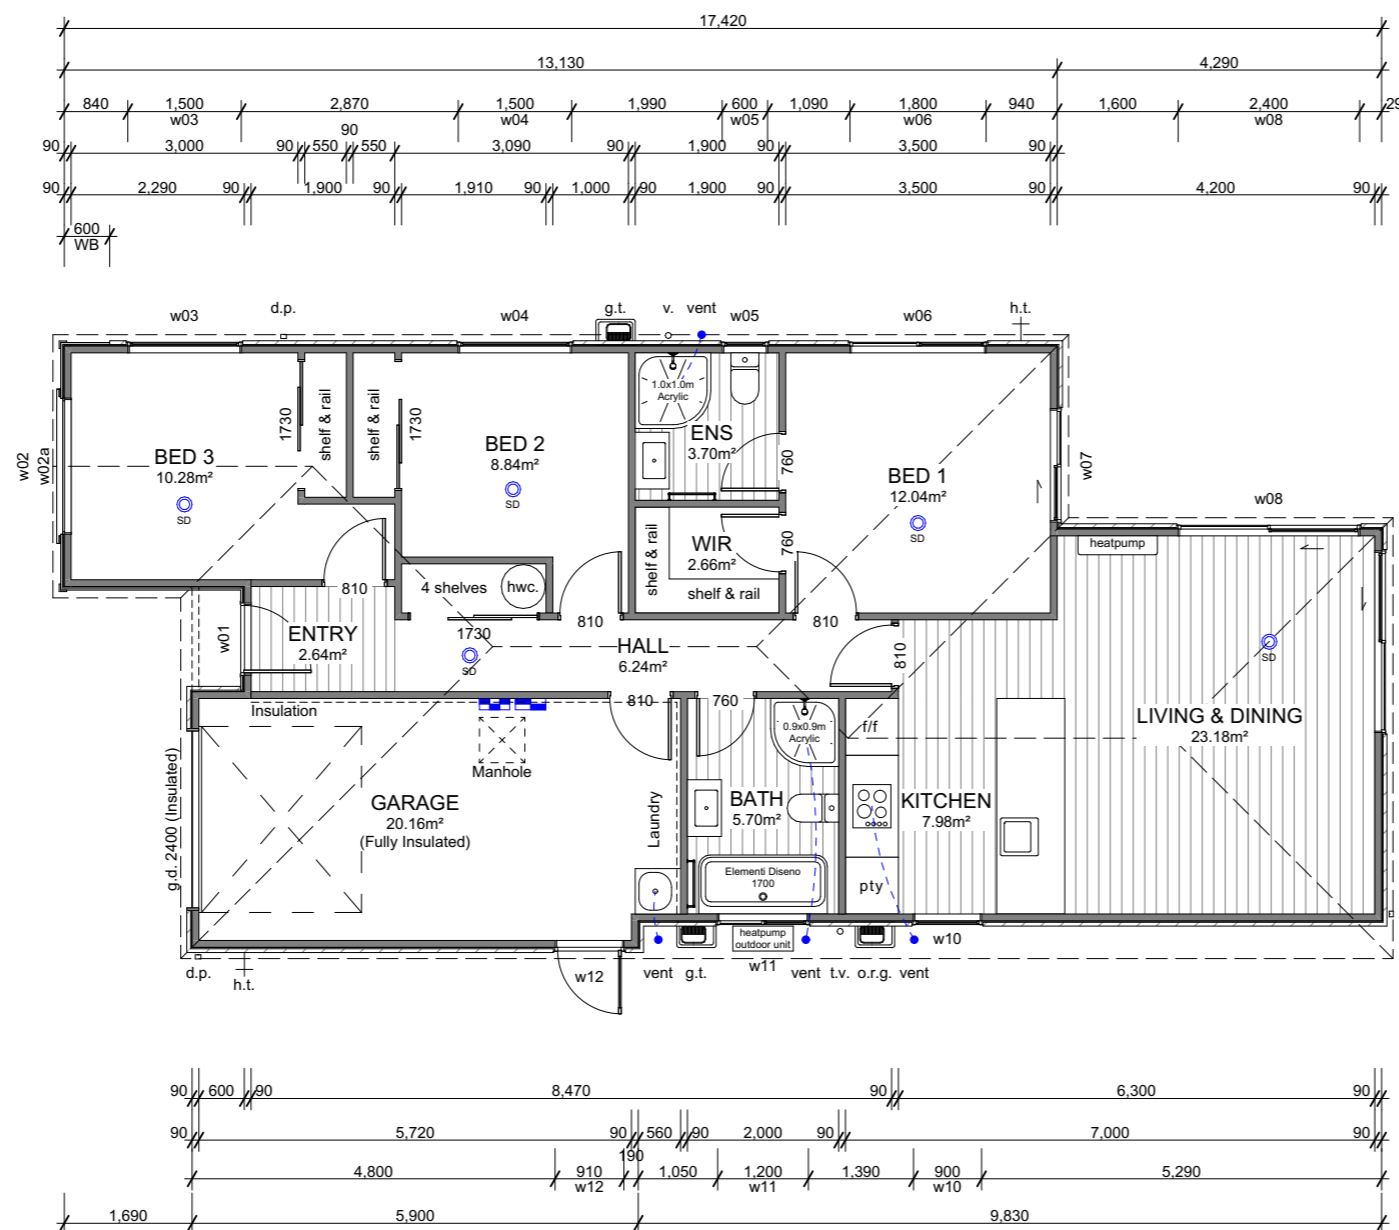 17,420
13,130 4,290
840 1,500 2,870 1,500 1,990 600 1,090 1,800 940 1,600 2,400 29
w03 w04 w05 w06 w08
90
90 3,000 90 550 550 3,090 90 1,900 90 3,500 90
90 2,290 90 1,900 90 1,910 90 1,000 90 1,900 90 3,500 90 4,200 90
600
WB
w03 d.p. w04 g.t. v. vent w05 w06 h.t.
w02
w02a
BED 3
10.28m²
SD
1730
shelf & rail
shelf & rail
1730
BED 2
8.84m²
SD
1.0x1.0m
Acrylic
ENS
3.70m²
760
BED 1
12.04m²
SD
w07
w08
heatpump
WIR
2.66m²
760
shelf & rail
shelf & rail
810
4 shelves hwc.
810
810
w01
ENTRY
2.64m²
1730
SD
HALL
6.24m²
810
SD
Insulation
810
760
0.9x0.9m
Acrylic
f/f
LIVING & DINING
23.18m²
g.d. 2400 (Insulated)
Manhole
GARAGE
20.16m²
(Fully Insulated)
Laundry
BATH
5.70m²
KITCHEN
7.98m²
Elementi Diseno
1700
pty
heatpump
outdoor unit
w10
d.p. h.t. w12 vent g.t. w11 vent t.v. o.r.g. vent
90 600 90 8,470 90 6,300 90
90 5,720 90 560 90 2,000 90 7,000 90
190
4,800 910 1,050 1,200 1,390 900 5,290
w12 w11 w10
1,690 5,900 9,830